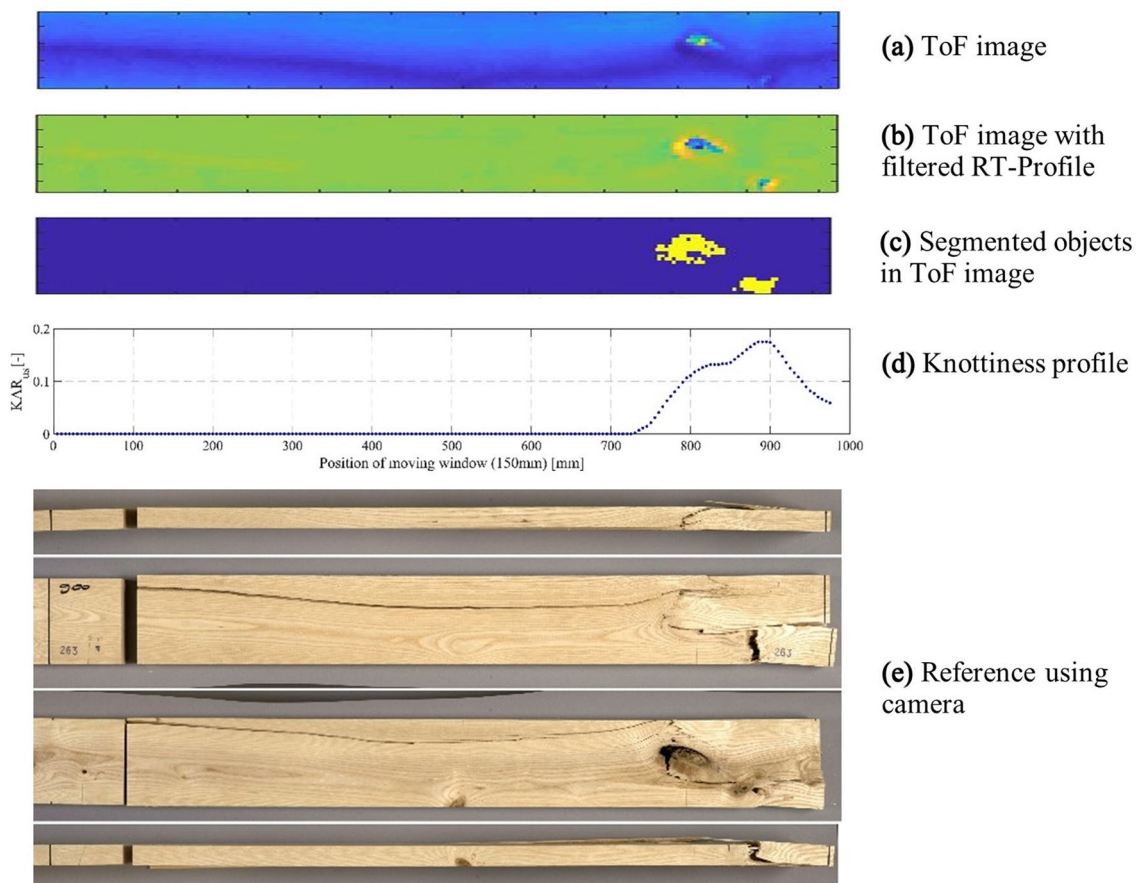 (a) ToF image
(b) ToF image with
filtered RT-Profile
(c) Segmented objects
in ToF image
(d) Knottiness profile
KAR_us [-]
0.2
0.1
0
0 100 200 300 400 500 600 700 800 900 1000
Position of moving window (150mm) [mm]
900
263
263
(e) Reference using
camera